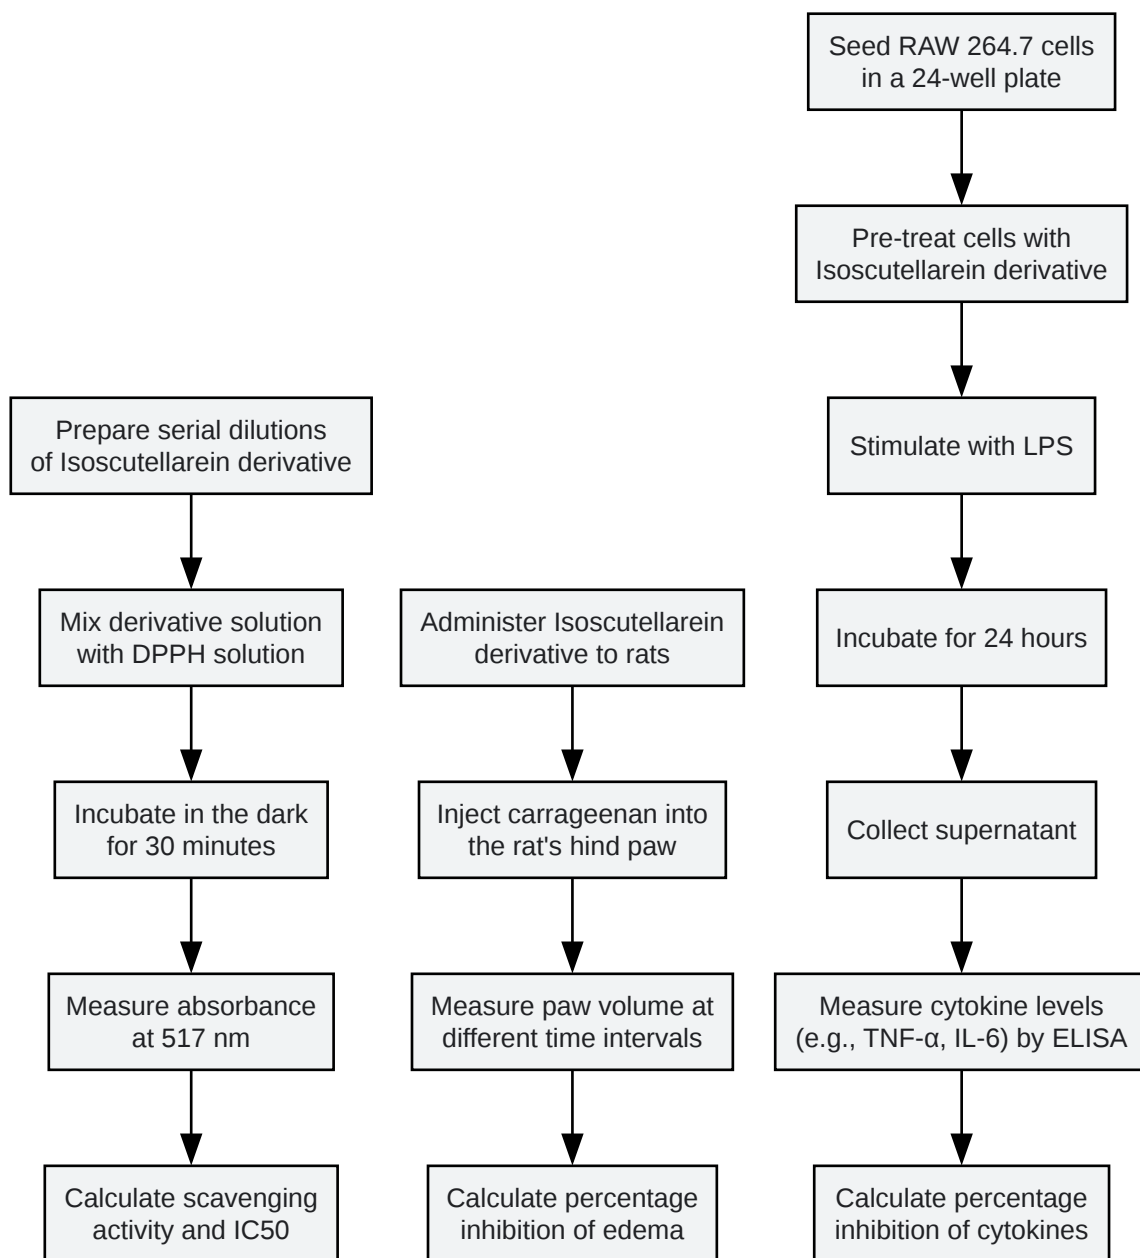 Prepare serial dilutions
of Isoscutellarein derivative
Mix derivative solution
with DPPH solution
Incubate in the dark
for 30 minutes
Measure absorbance
at 517 nm
Calculate scavenging
activity and IC50
Administer Isoscutellarein
derivative to rats
Inject carrageenan into
the rat's hind paw
Measure paw volume at
different time intervals
Calculate percentage
inhibition of edema
Seed RAW 264.7 cells
in a 24-well plate
Pre-treat cells with
Isoscutellarein derivative
Stimulate with LPS
Incubate for 24 hours
Collect supernatant
Measure cytokine levels
(e.g., TNF-α, IL-6) by ELISA
Calculate percentage
inhibition of cytokines